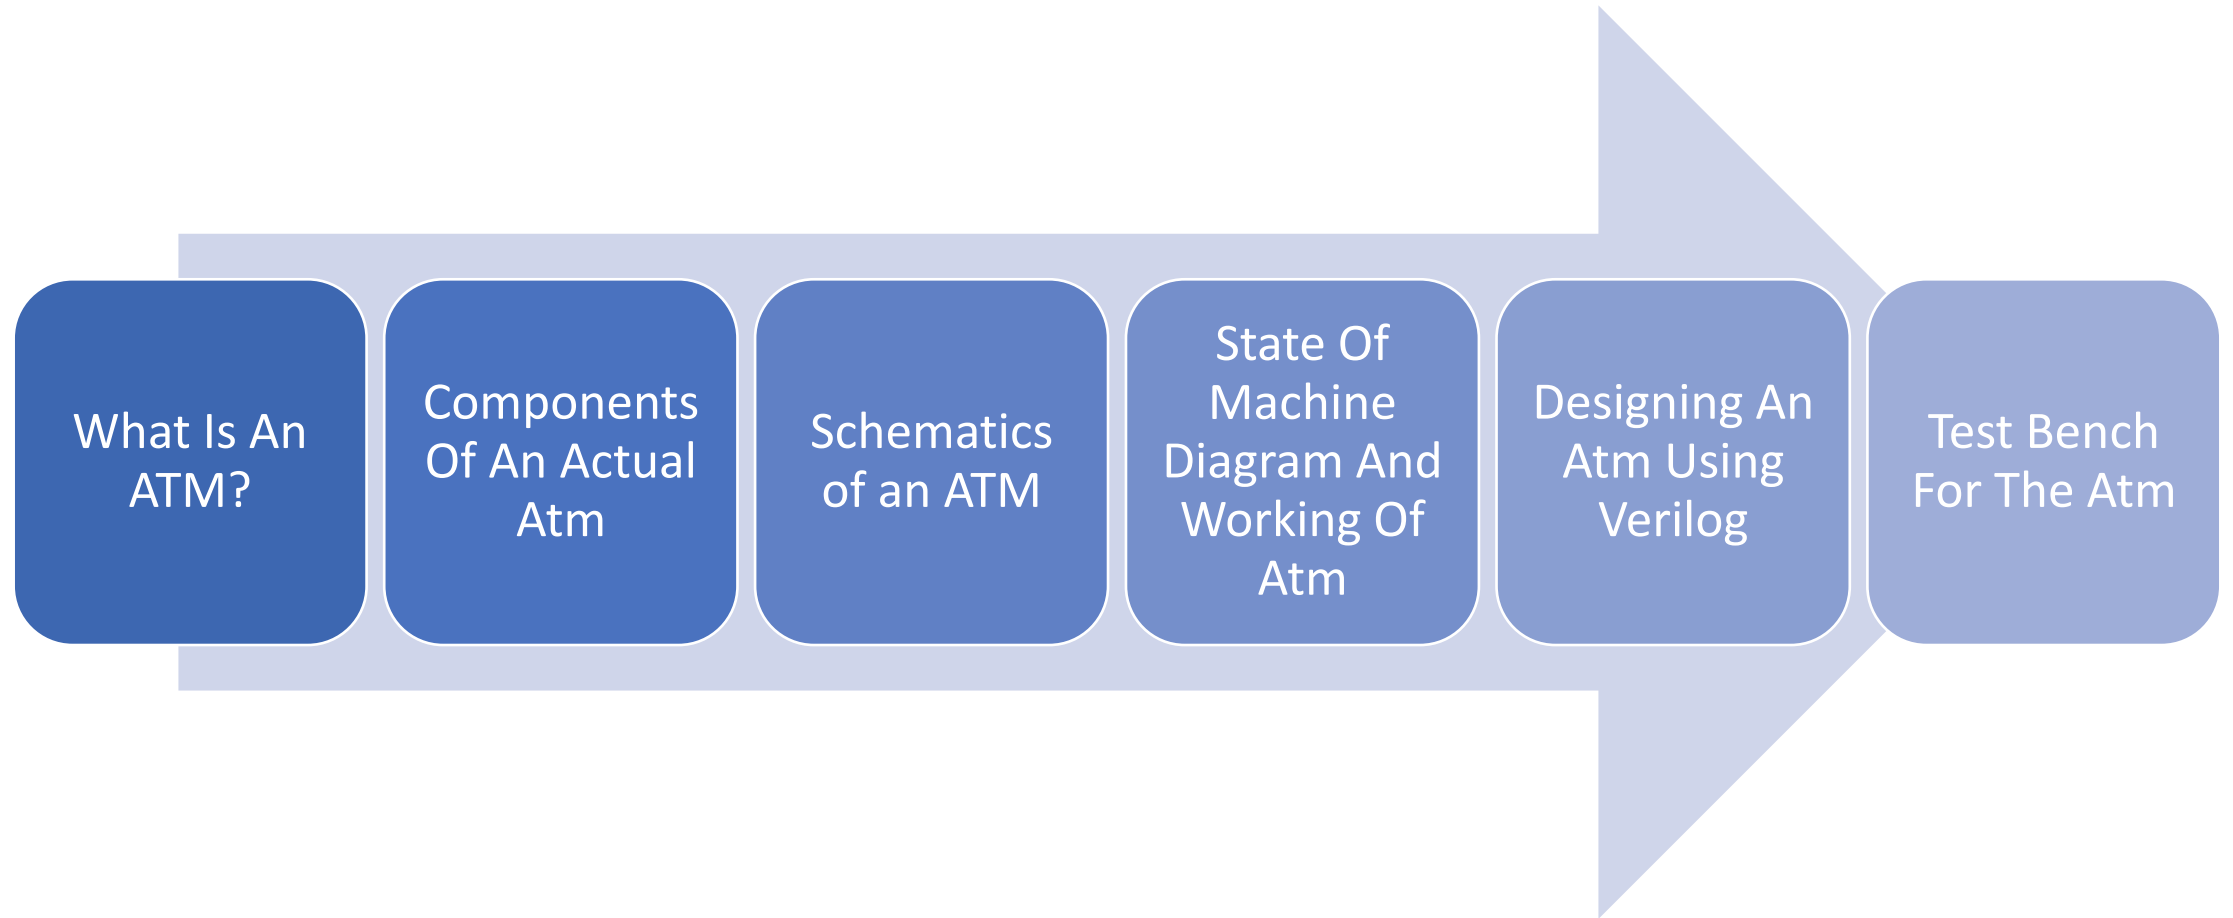 What Is An
ATM?
Components
Of An Actual
Atm
Schematics
of an ATM
State Of
Machine
Diagram And
Working Of
Atm
Designing An
Atm Using
Verilog
Test Bench
For The Atm